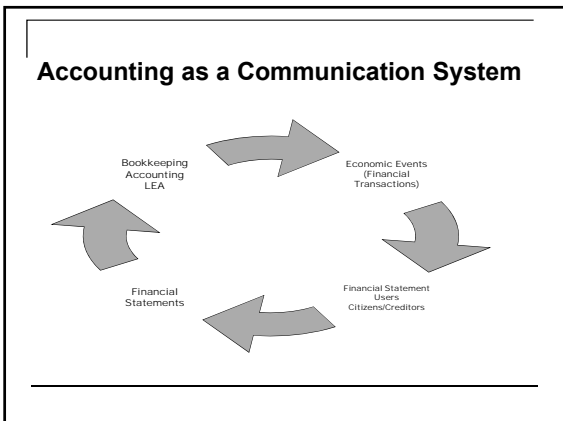 Accounting as a Communication System
Bookkeeping
Accounting
LEA
Economic Events
(Financial
Transactions)
Financial
Statements
Financial Statement
Users
Citizens/Creditors